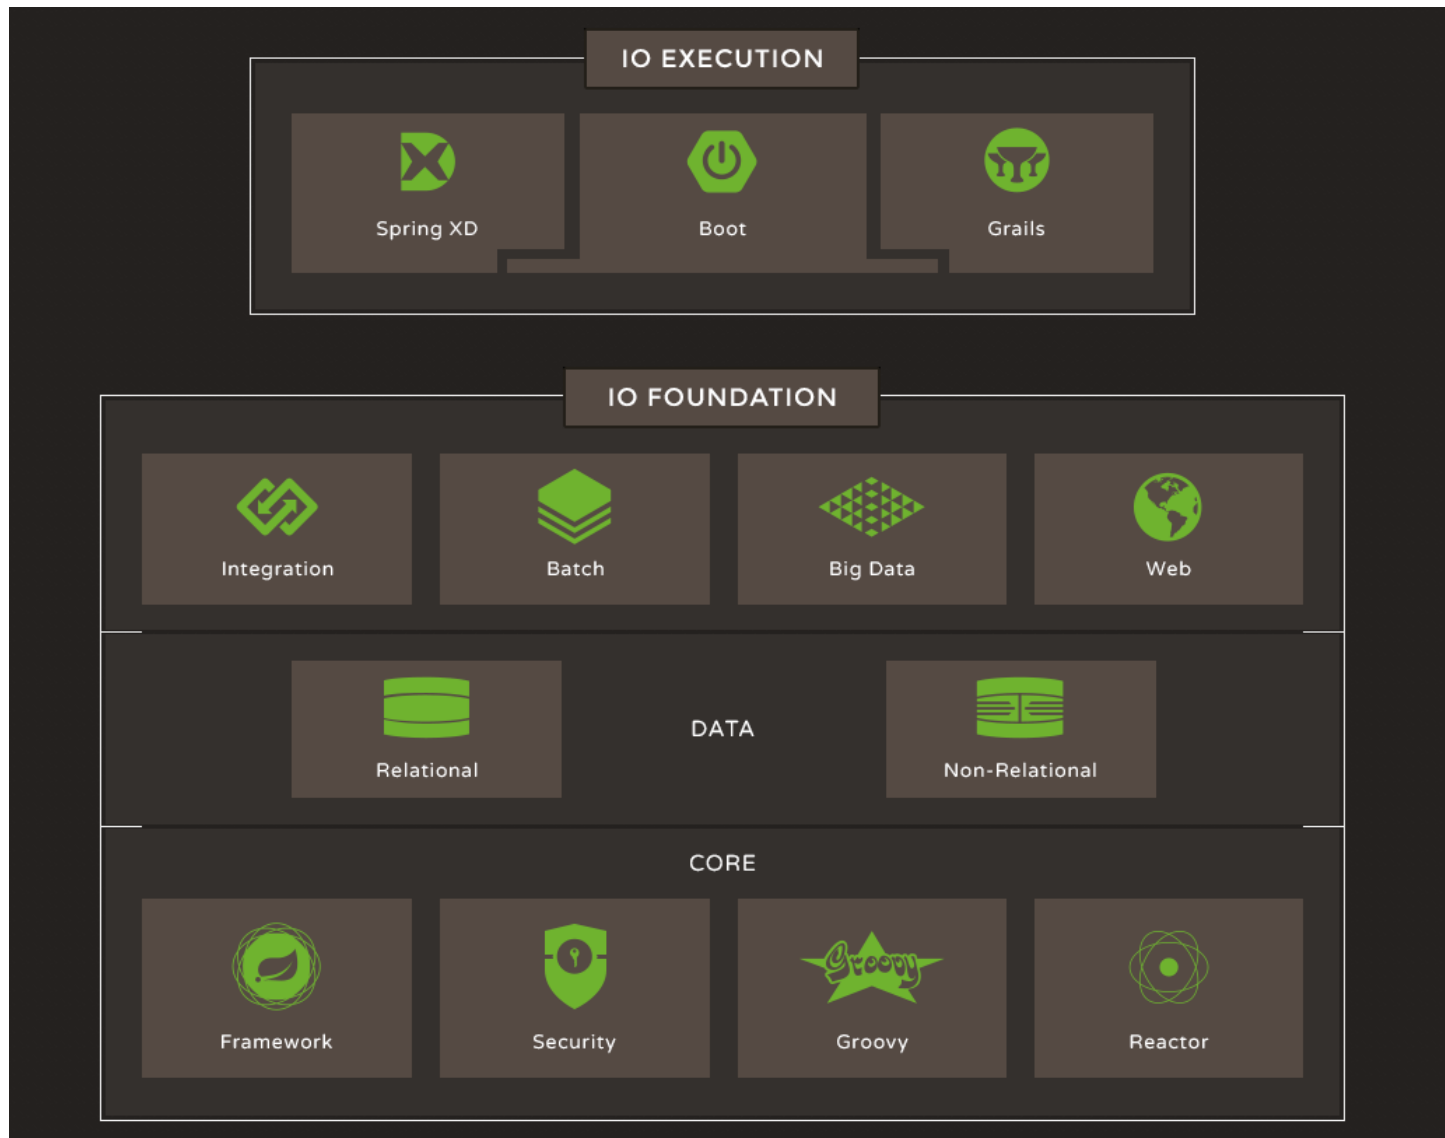 IO EXECUTION
Spring XD
Boot
Grails
IO FOUNDATION
Integration
Batch
Big Data
Web
DATA
Relational
Non-Relational
CORE
Groovy
Framework
Security
Groovy
Reactor